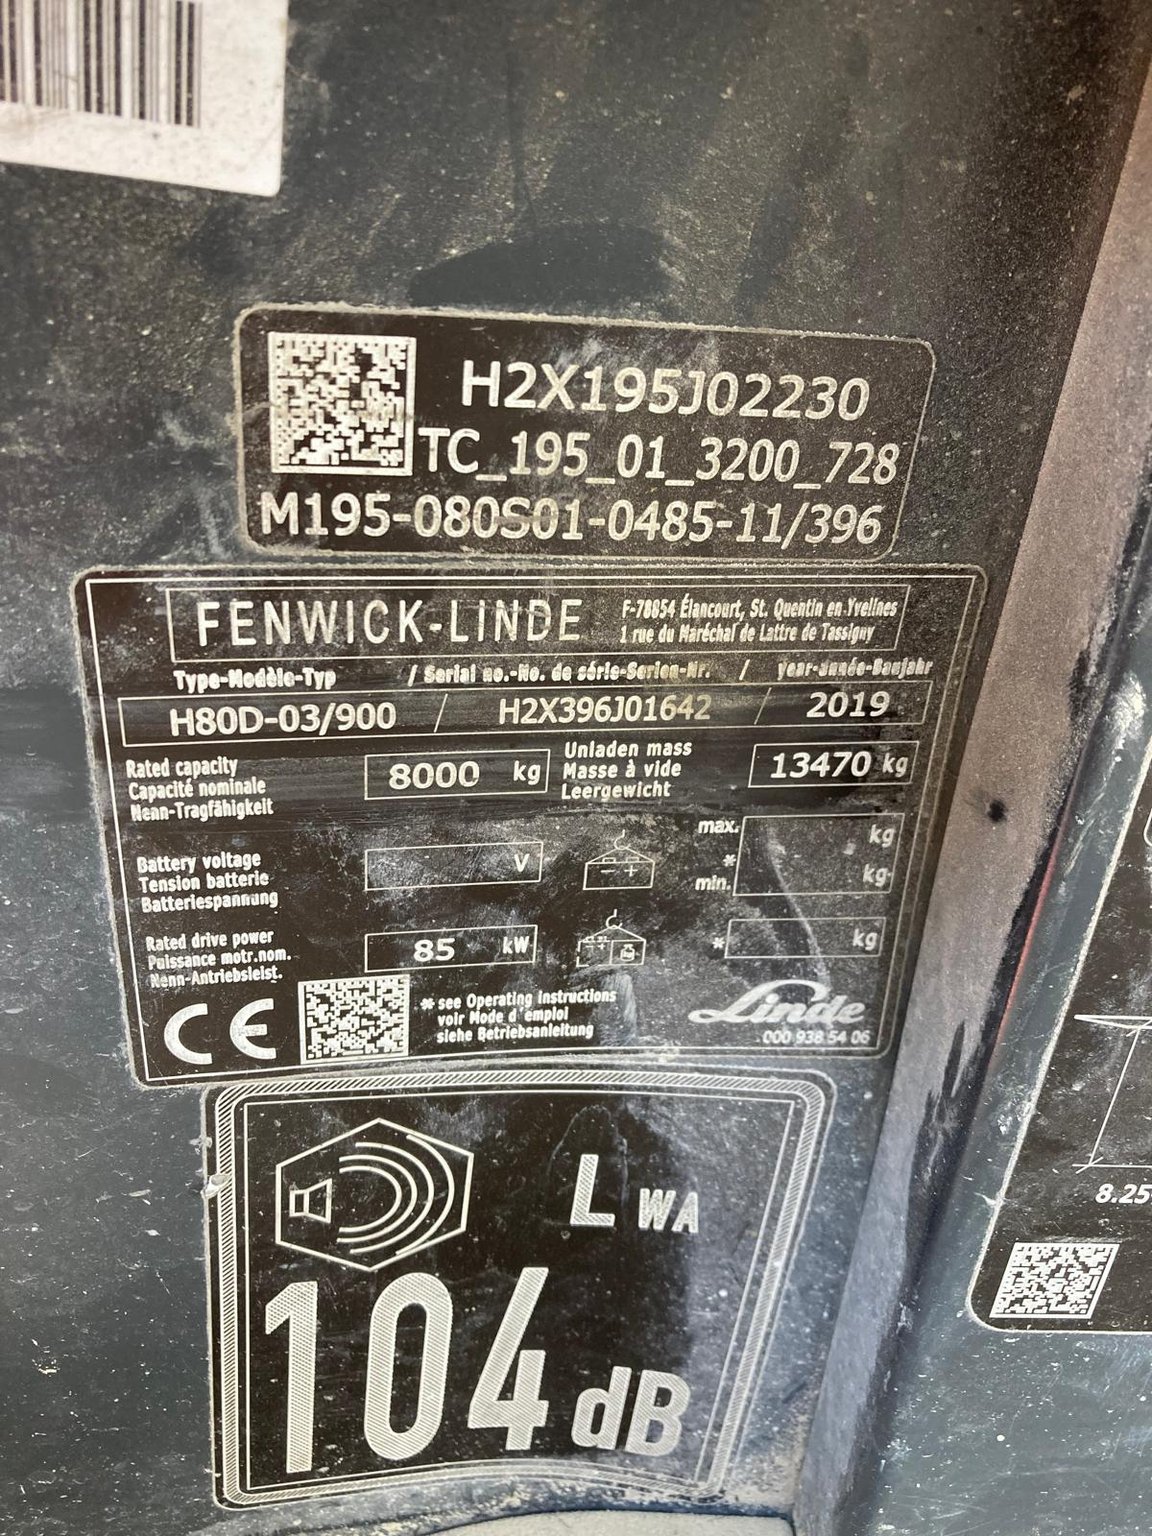 H2X195J02230
TC_195_01_3200_728
M195-080S01-0485-11/396
FENWICK-LINDE
F-78854 Élancourt, St. Quentin en Yvelines
1 rue du Maréchal de Lattre de Tassigny
Type-Modèle-Typ / Serial no.-No. de série-Serien-Nr. / year-année-Baujahr
H80D-03/900 / H2X396J01642 / 2019
Rated capacity
Capacité nominale
Nenn-Tragfähigkeit
8000 kg
Unladen mass
Masse à vide
Leergewicht
13470 kg
Battery voltage
Tension batterie
Batteriespannung
V
- +
max. kg
*
min. kg
Rated drive power
Puissance motr.nom.
Nenn-Antriebsleist.
85 kW
* kg
CE
* see Operating instructions
voir Mode d'emploi
siehe Betriebsanleitung
Linde
000 938 54 06
L WA
104 dB
8.25